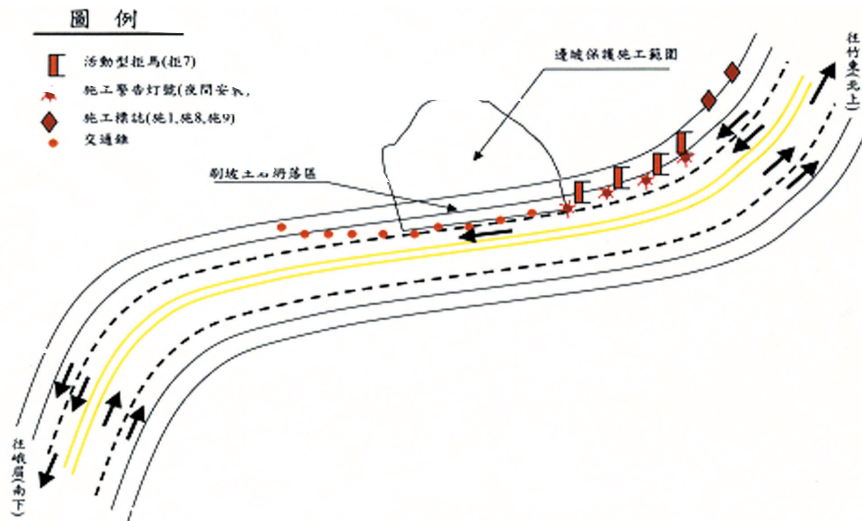 圖 例
活動型拒馬(拒7)
施工警告灯號(夜間安
施工標誌(施1,施8,施9)
交通錐
邊坡保護施工範圍
刷坡土石坍落區
往竹東(北上)
往峨眉(南下)